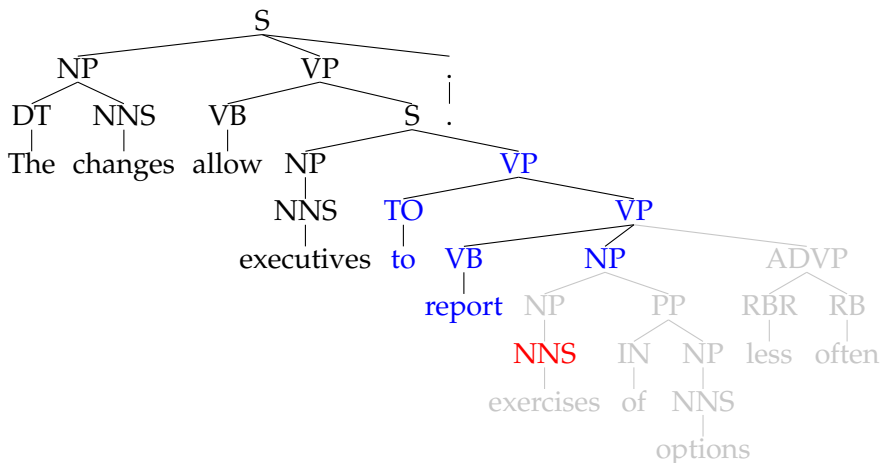 S
NP VP .
DT NNS VB S .
The changes allow NP VP
NNS TO VP
executives to VB NP ADVP
report NP PP RBR RB
NNS IN NP less often
exercises of NNS
options